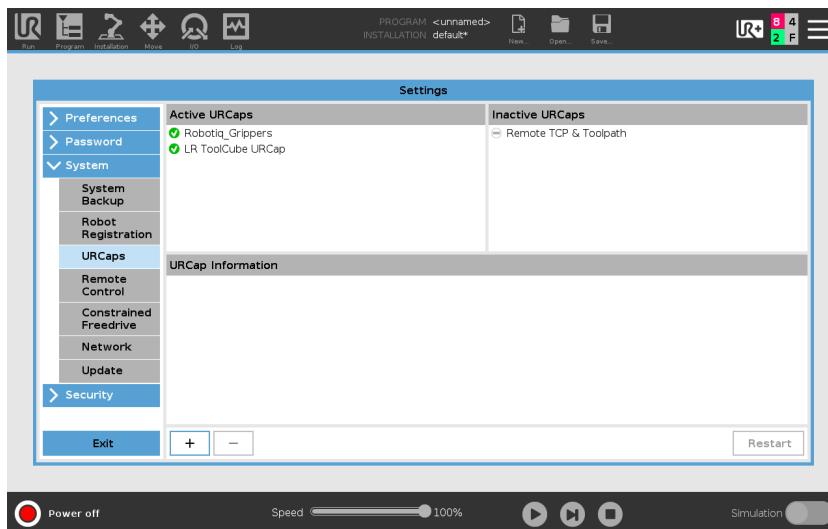 UR
Run
Program
Installation
Move
I/O
Log
PROGRAM <unnamed>
INSTALLATION default*
New...
Open...
Save...
UR+
8 4
2 F
Settings
Preferences
Password
System
System
Backup
Robot
Registration
URCaps
Remote
Control
Constrained
Freedrive
Network
Update
Security
Exit
Active URCaps
Robotiq_Grippers
LR ToolCube URCap
Inactive URCaps
Remote TCP & Toolpath
URCap Information
+
−
Restart
Power off
Speed
100%
Simulation